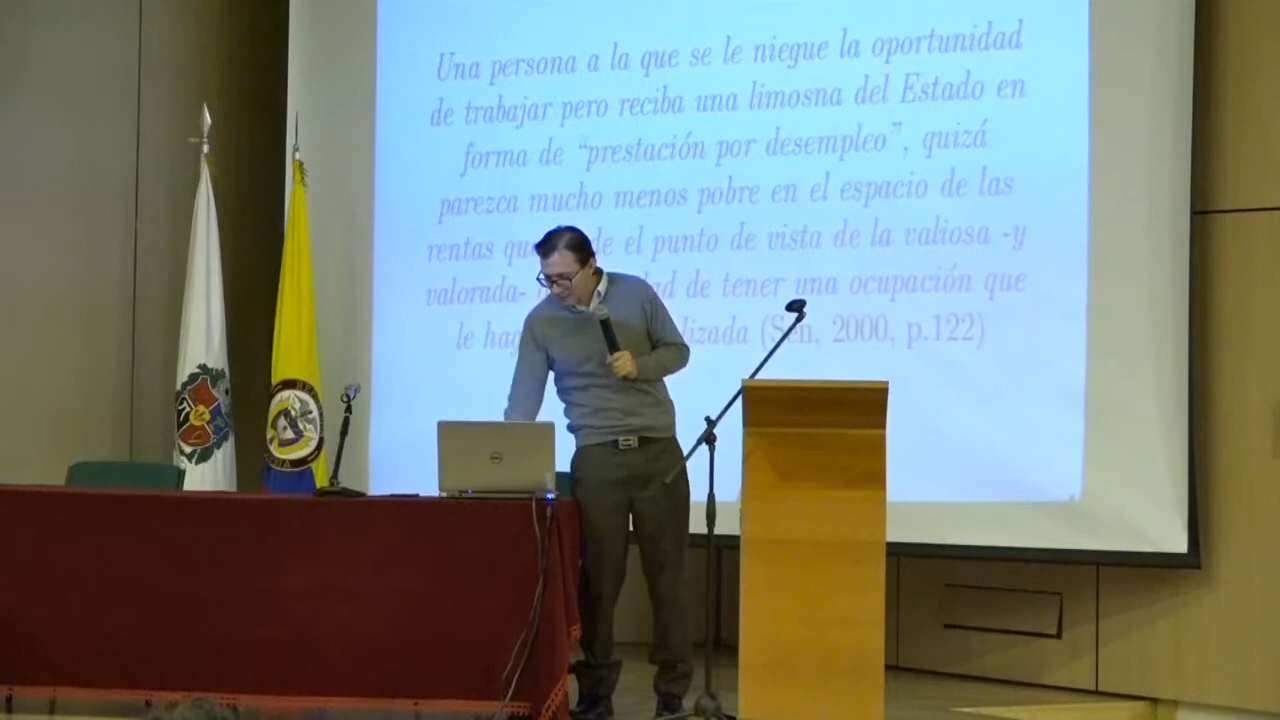 Una persona a la que se le niegue la oportunidad
de trabajar pero reciba una limosna del Estado en
forma de “prestación por desempleo”, quizá
parezca mucho menos pobre en el espacio de las
rentas que de el punto de vista de la valiosa -y
valorada- de tener una ocupación que
le hag lizada (Sen, 2000, p.122)
DELL